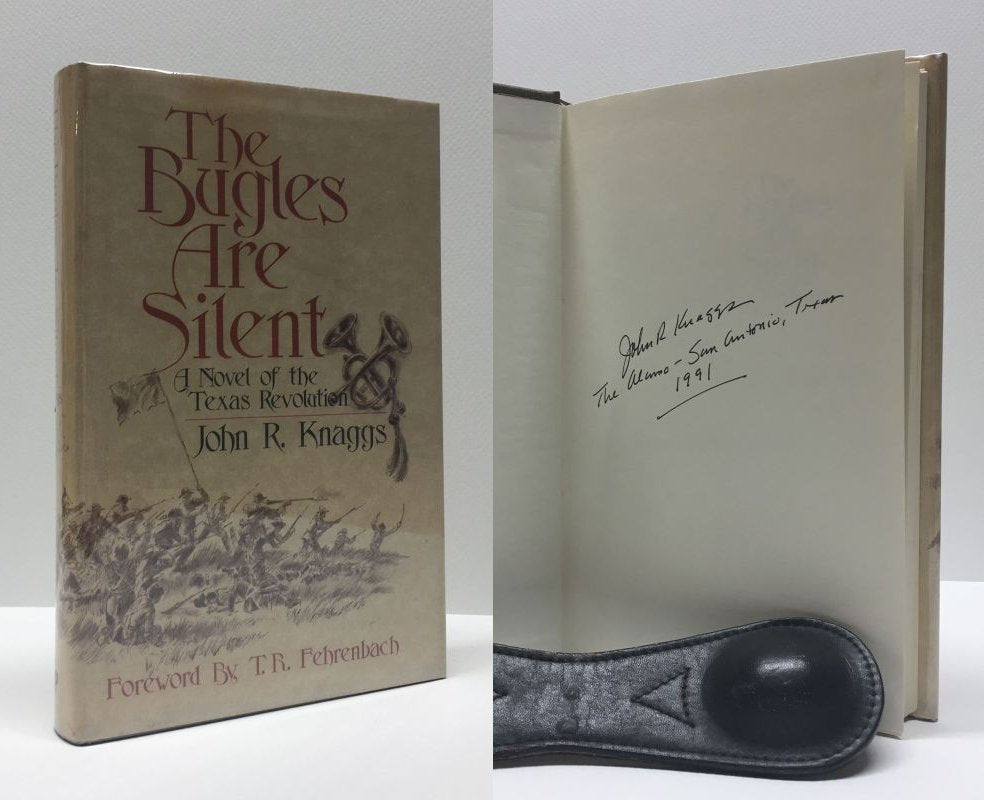 The
Bugles
Are
Silent
A Novel of the
Texas Revolution
John R. Knaggs
Foreword By T. R. Fehrenbach
John R Knaggs
The Alamo - San Antonio, Texas
1991